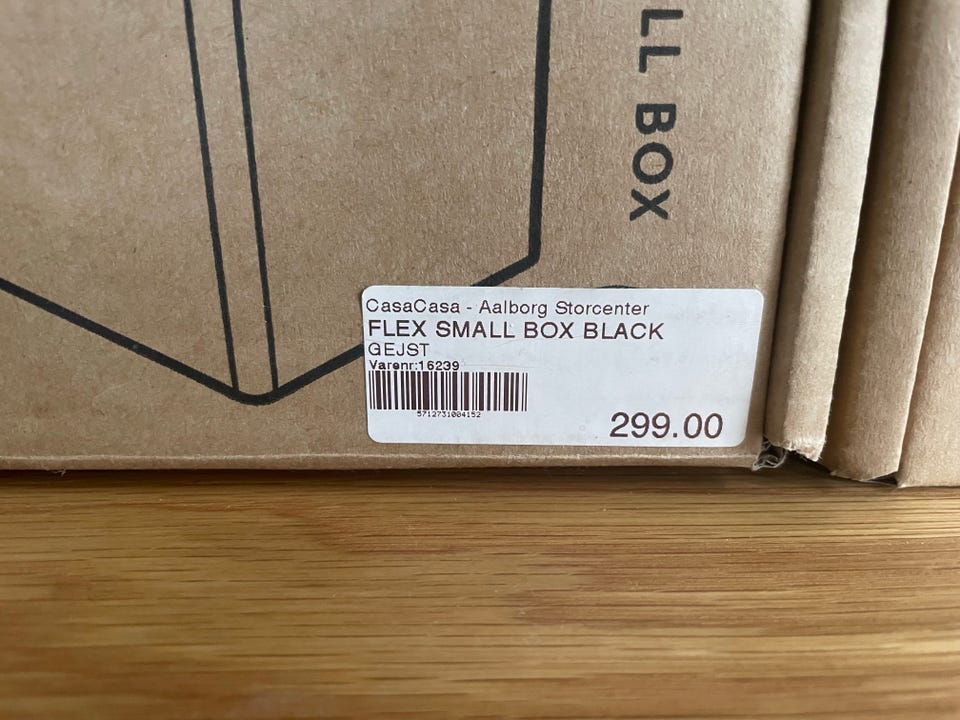 LL BOX
CasaCasa - Aalborg Storcenter
FLEX SMALL BOX BLACK
GEJST
Varenr:16239
5712731004152
299.00